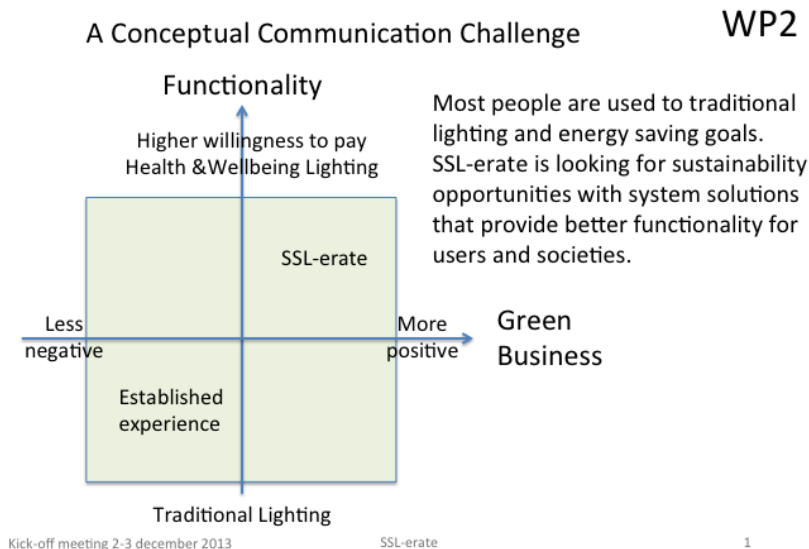 A Conceptual Communication Challenge
WP2
Functionality
Higher willingness to pay
Health &Wellbeing Lighting
Most people are used to traditional
lighting and energy saving goals.
SSL-erate is looking for sustainability
opportunities with system solutions
that provide better functionality for
users and societies.
SSL-erate
Less
negative
More
positive
Green
Business
Established
experience
Traditional Lighting
Kick-off meeting 2-3 december 2013
SSL-erate
1